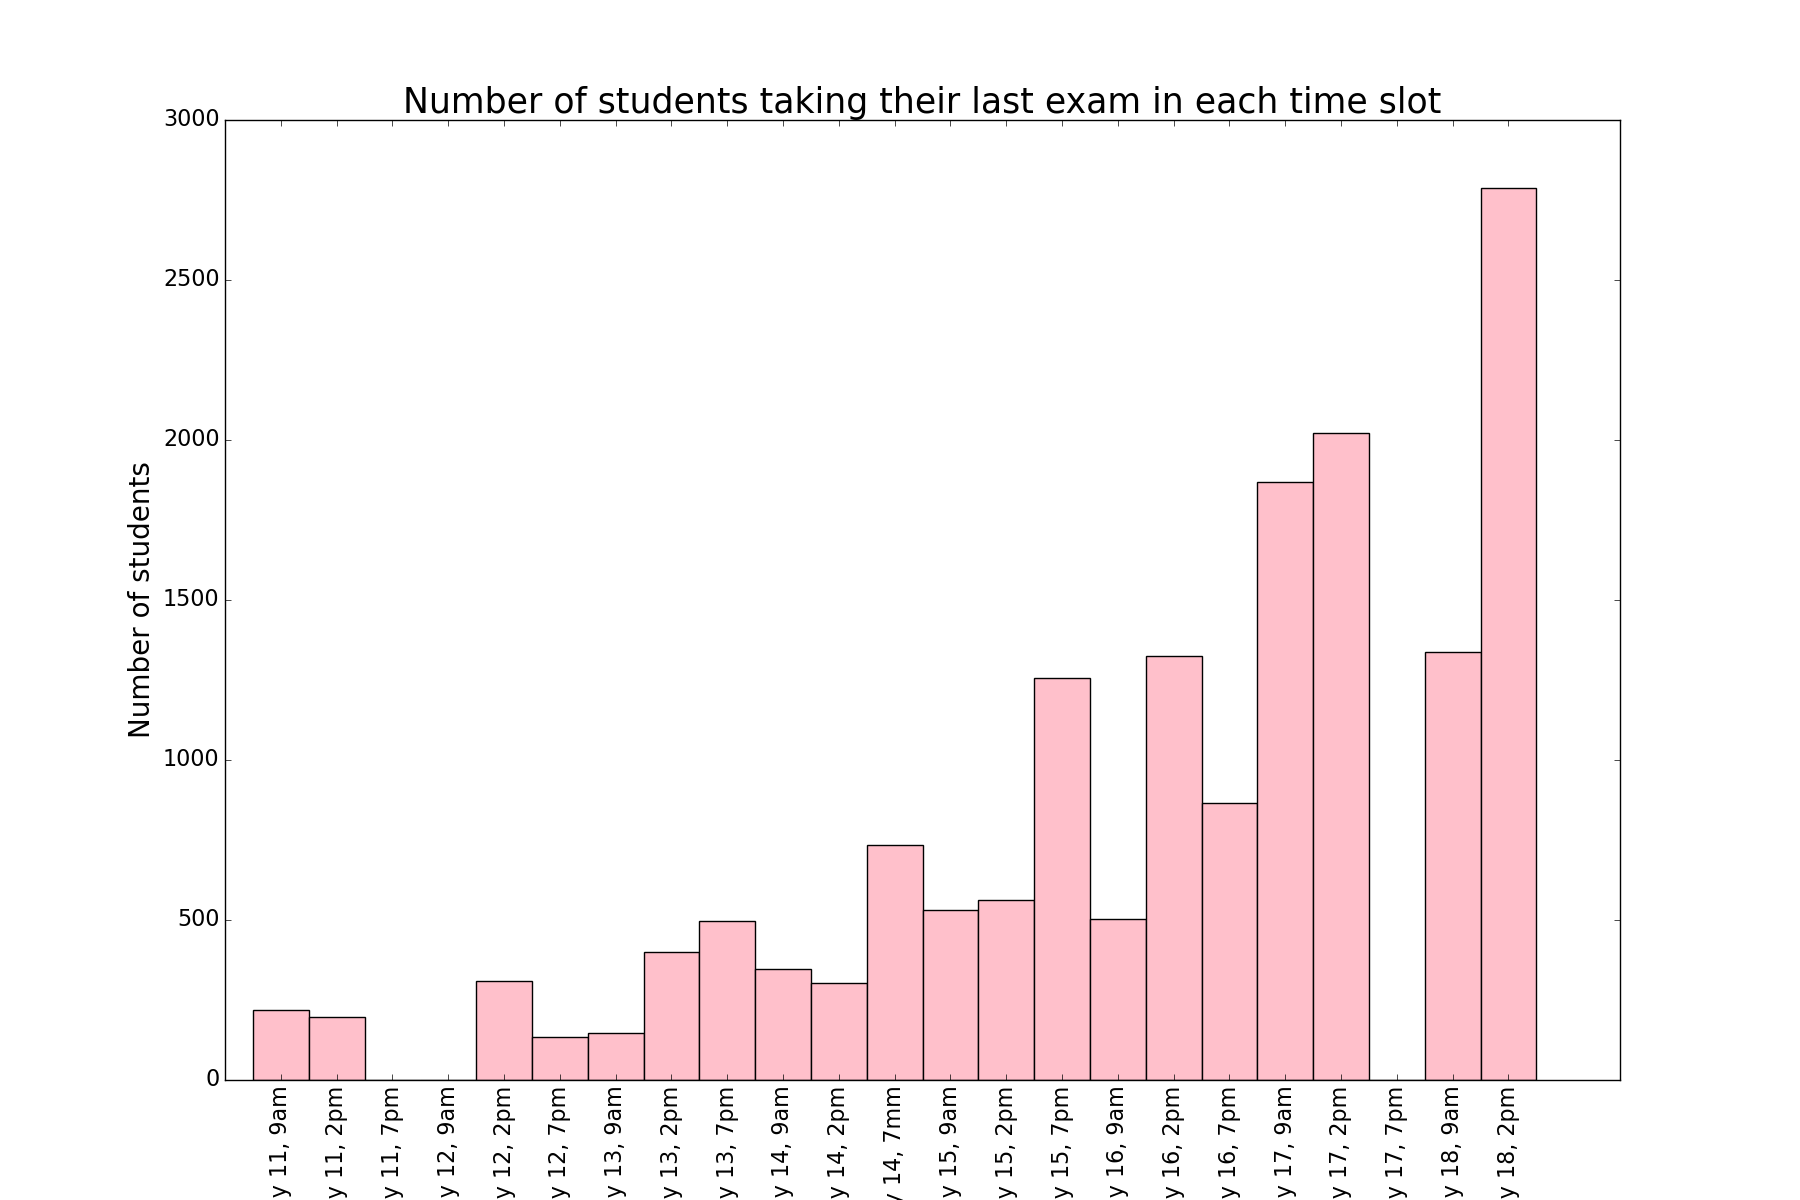 Number of students taking their last exam in each time slot
3000
2500
2000
1500
1000
500
0
Number of students
y 11, 9am
y 11, 2pm
y 11, 7pm
y 12, 9am
y 12, 2pm
y 12, 7pm
y 13, 9am
y 13, 2pm
y 13, 7pm
y 14, 9am
y 14, 2pm
y 14, 7mm
y 15, 9am
y 15, 2pm
y 15, 7pm
y 16, 9am
y 16, 2pm
y 16, 7pm
y 17, 9am
y 17, 2pm
y 17, 7pm
y 18, 9am
y 18, 2pm